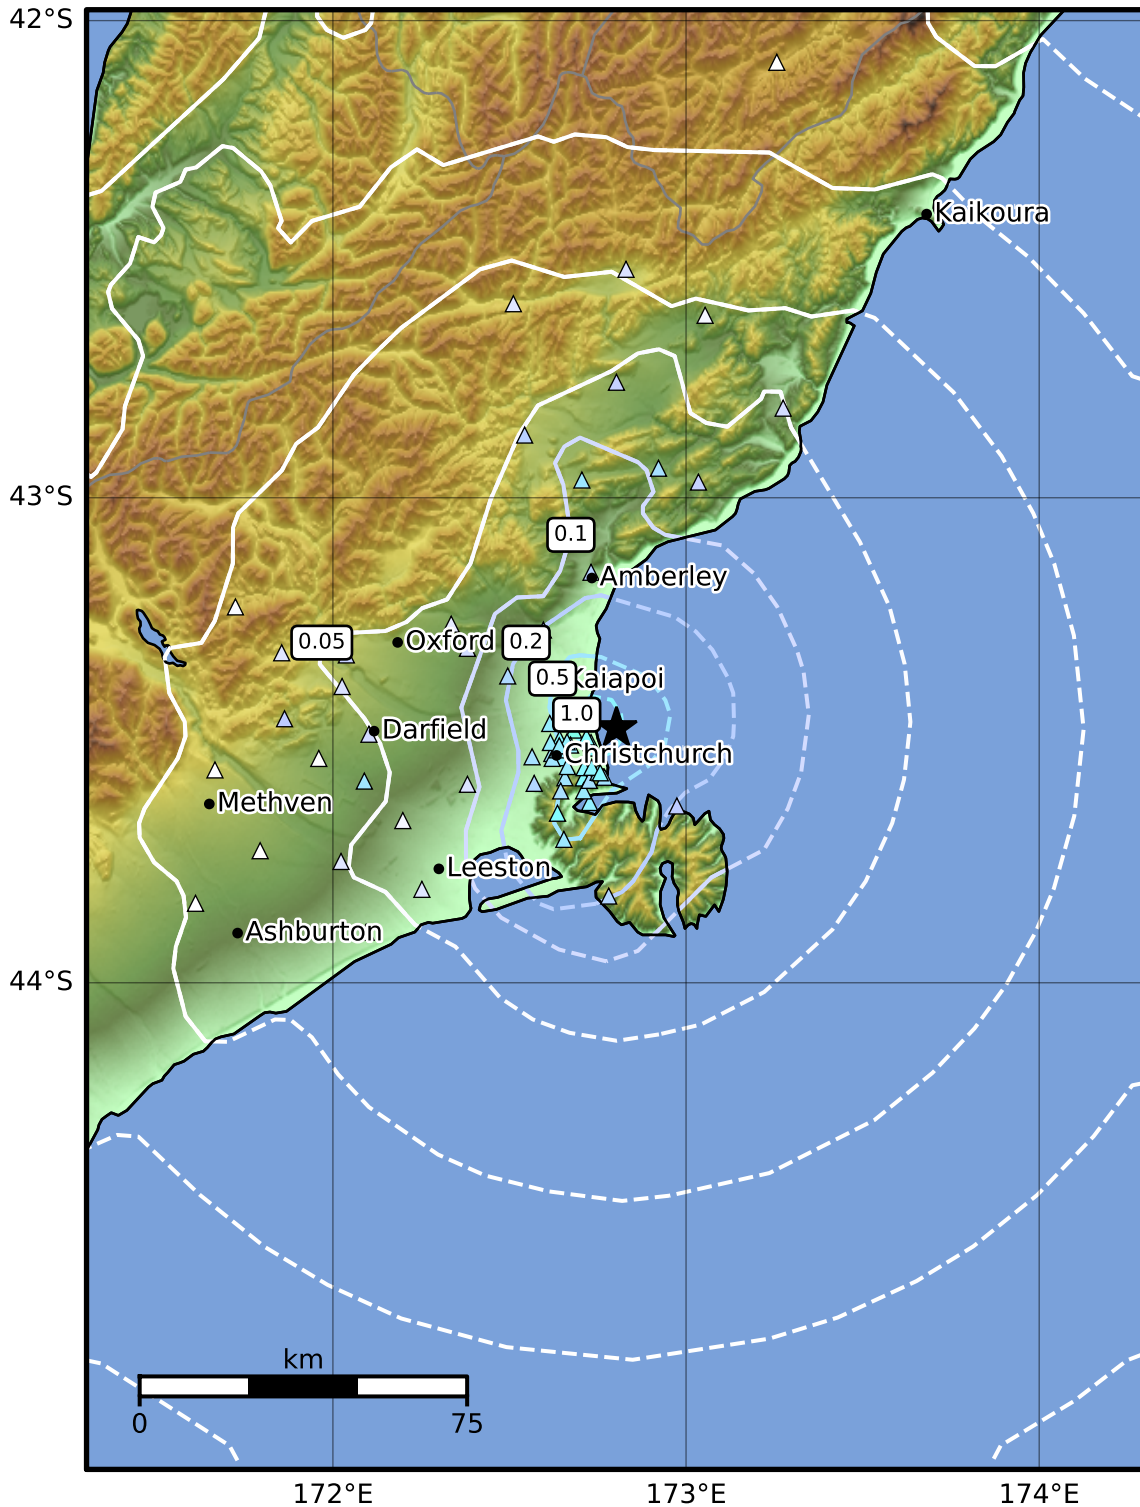 42°S
Kaikoura
43°S
0.1
Amberley
0.05
Oxford
0.2
0.5
Kaiapoi
1.0
Darfield
Christchurch
Methven
Leeston
Ashburton
44°S
km
0
75
172°E
173°E
174°E